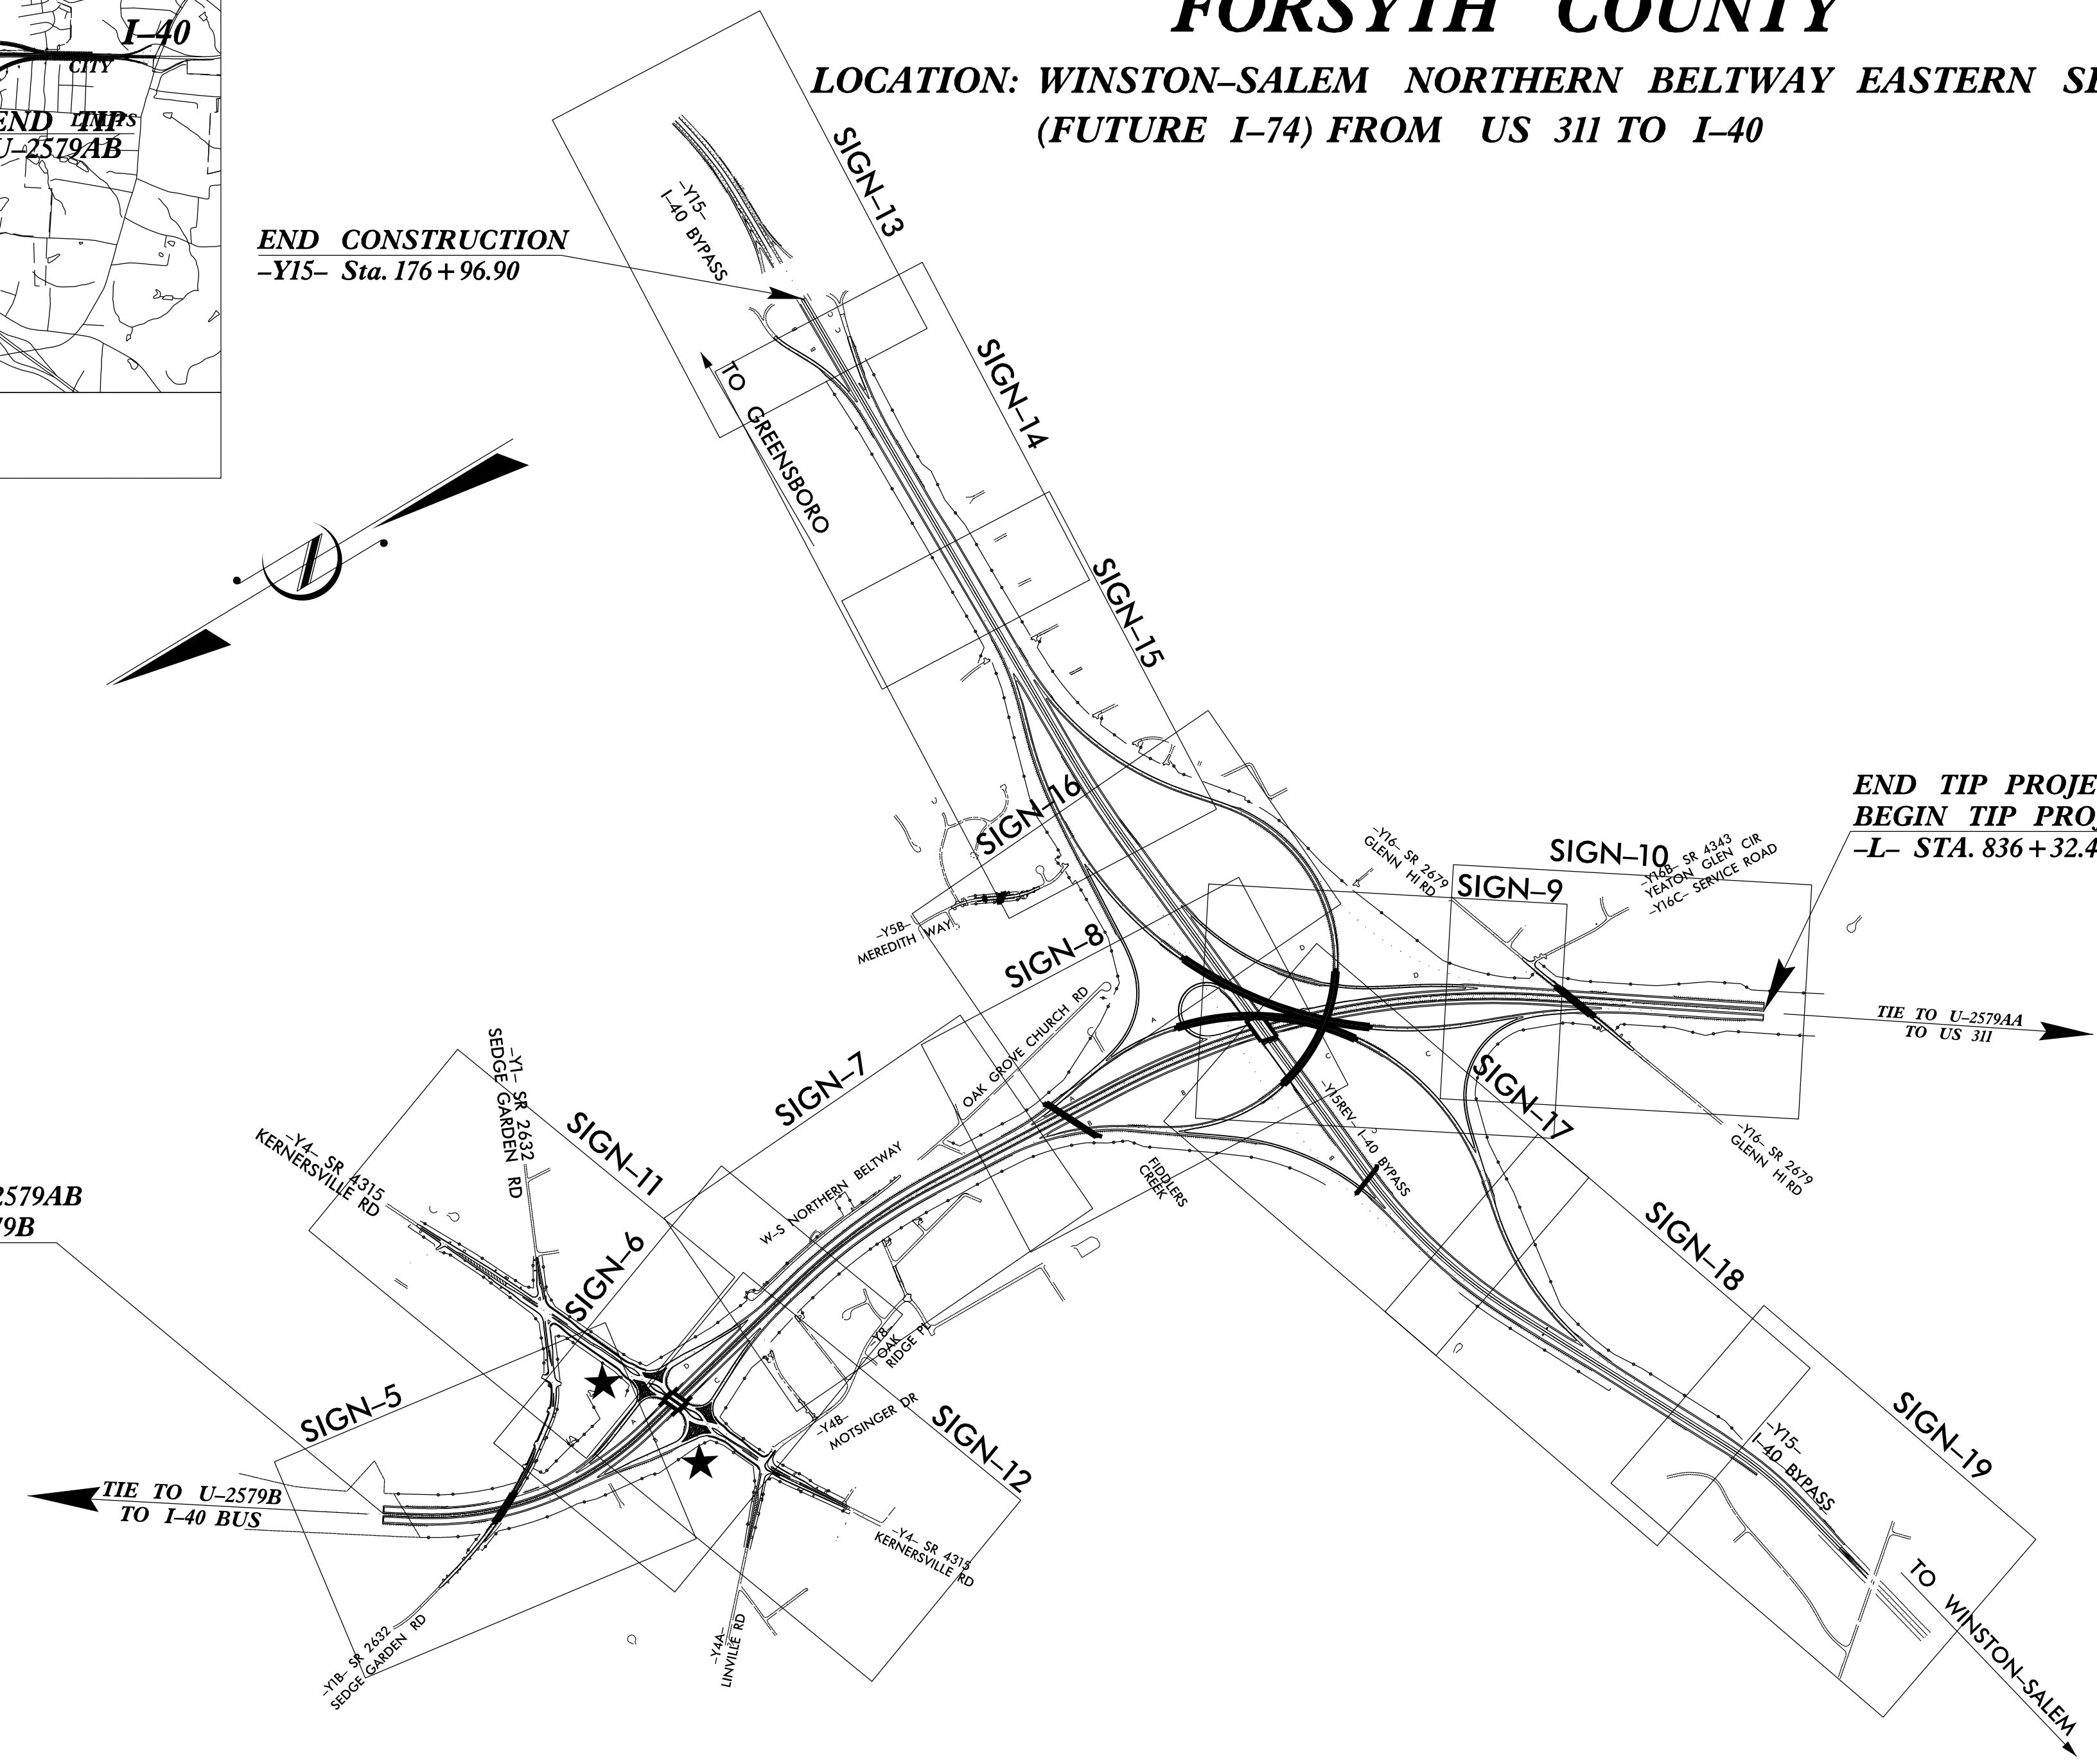 FORSYTH COUNTY
LOCATION: WINSTON–SALEM NORTHERN BELTWAY EASTERN
(FUTURE I–74) FROM US 311 TO I–40
I–40
CITY
LIMITS
END TIP
U–2579AB
END CONSTRUCTION
–Y15– Sta. 176+96.90
SIGN–13
–Y15–
I–40 BYPASS
TO GREENSBORO
SIGN–14
SIGN–15
SIGN–16
–Y5B–
MEREDITH WAY
SIGN–8
OAK GROVE CHURCH RD
–Y16– SR 2679
GLENN HI RD
SIGN–10
SIGN–9
–Y16B– SR 4343
YEATON GLEN CIR
–Y16C– SERVICE ROAD
END TIP PROJE
BEGIN TIP PROJ
–L– STA. 836+32.4
TIE TO U–2579AA
TO US 311
SIGN–7
SIGN–17
–Y15REV– I–40 BYPASS
–Y16– SR 2679
GLENN HI RD
FIDDLERS
CREEK
W–S NORTHERN BELTWAY
SIGN–11
–Y1– SR 2632
SEDGE GARDEN RD
–Y4– SR 4315
KERNERSVILLE RD
SIGN–6
2579AB
79B
SIGN–18
–Y8–
OAK
RIDGE PL
–Y4B–
MOTSINGER DR
SIGN–5
SIGN–12
SIGN–19
–Y15–
I–40 BYPASS
TIE TO U–2579B
TO I–40 BUS
–Y4– SR 4315
KERNERSVILLE RD
–Y4A–
LINVILLE RD
–Y1B– SR 2632
SEDGE GARDEN RD
TO WINSTON–SALEM